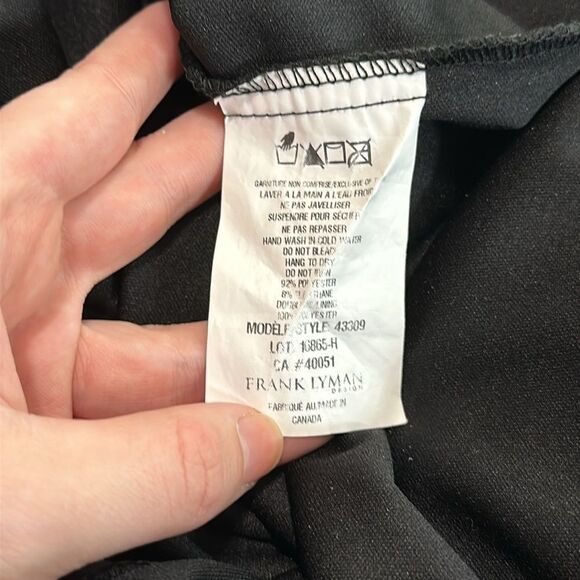 GARNITURE NON COMPRISE/EXCLUSIVE OF
LAVER A LA MAIN A L'EAU FROIDE
NE PAS JAVELLISER
SUSPENDRE POUR SÉCHER
NE PAS REPASSER
HAND WASH IN COLD WATER
DO NOT BLEACH
HANG TO DRY
DO NOT IRON
92% POLYESTER
8%
DOUBLURE/LINING
100% POLYESTER
MODÈLE/STYLE 43309
LOT: 16865-H
CA #40051
FRANK LYMAN
DESIGN
FABRIQUÉ AU/MADE IN
CANADA